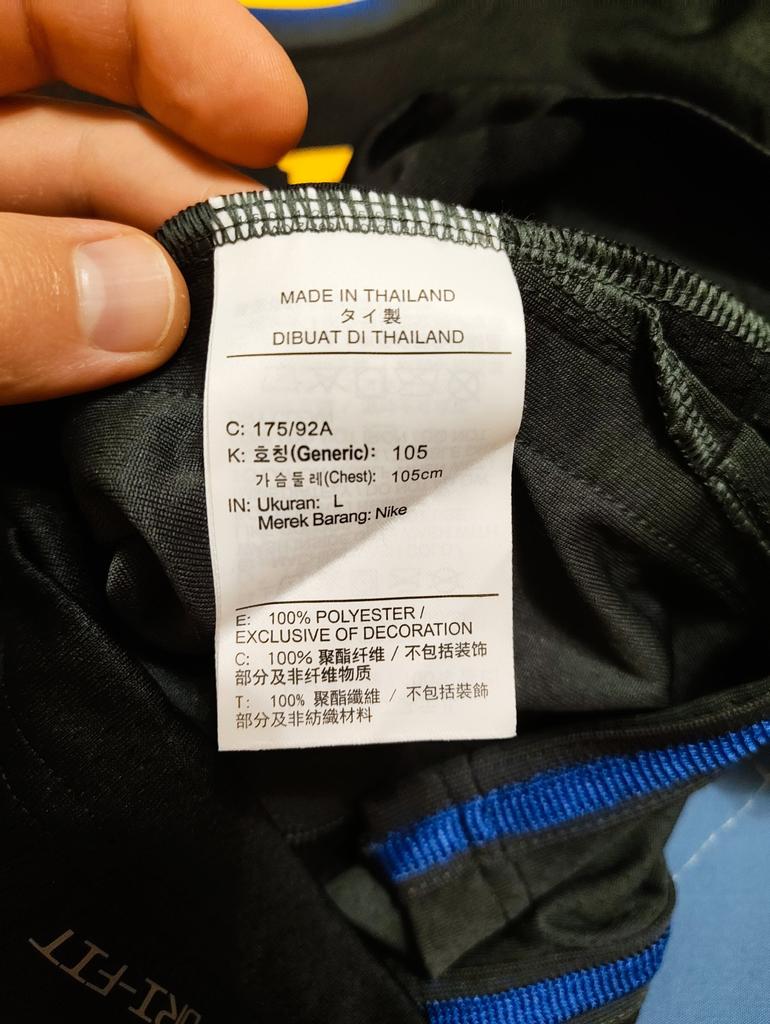 MADE IN THAILAND
タイ製
DIBUAT DI THAILAND
C: 175/92A
K: 호칭(Generic): 105
가슴둘레(Chest): 105cm
IN: Ukuran: L
Merek Barang: Nike
E: 100% POLYESTER /
EXCLUSIVE OF DECORATION
C: 100% 聚酯纤维 / 不包括装饰
部分及非纤维物质
T: 100% 聚酯纖維 / 不包括裝飾
部分及非紡織材料
RI-FIT